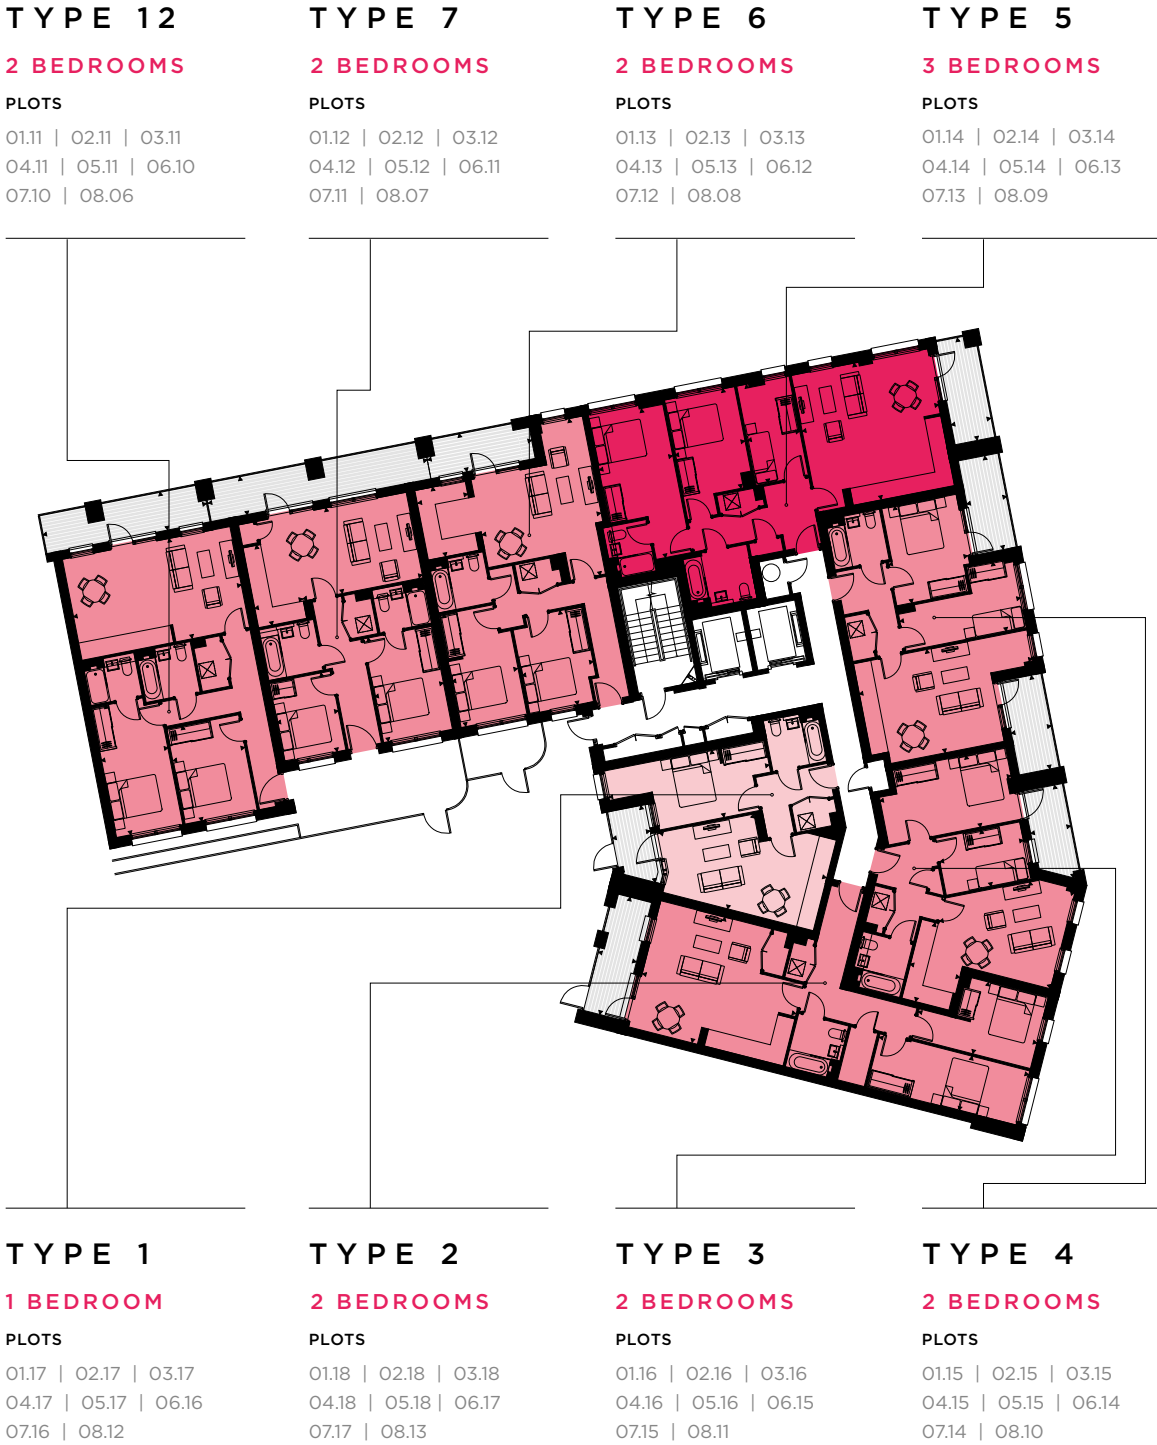 TYPE 12
2 BEDROOMS
PLOTS
01.11 | 02.11 | 03.11
04.11 | 05.11 | 06.10
07.10 | 08.06
TYPE 7
2 BEDROOMS
PLOTS
01.12 | 02.12 | 03.12
04.12 | 05.12 | 06.11
07.11 | 08.07
TYPE 6
2 BEDROOMS
PLOTS
01.13 | 02.13 | 03.13
04.13 | 05.13 | 06.12
07.12 | 08.08
TYPE 5
3 BEDROOMS
PLOTS
01.14 | 02.14 | 03.14
04.14 | 05.14 | 06.13
07.13 | 08.09
TYPE 1
1 BEDROOM
PLOTS
01.17 | 02.17 | 03.17
04.17 | 05.17 | 06.16
07.16 | 08.12
TYPE 2
2 BEDROOMS
PLOTS
01.18 | 02.18 | 03.18
04.18 | 05.18 | 06.17
07.17 | 08.13
TYPE 3
2 BEDROOMS
PLOTS
01.16 | 02.16 | 03.16
04.16 | 05.16 | 06.15
07.15 | 08.11
TYPE 4
2 BEDROOMS
PLOTS
01.15 | 02.15 | 03.15
04.15 | 05.15 | 06.14
07.14 | 08.10